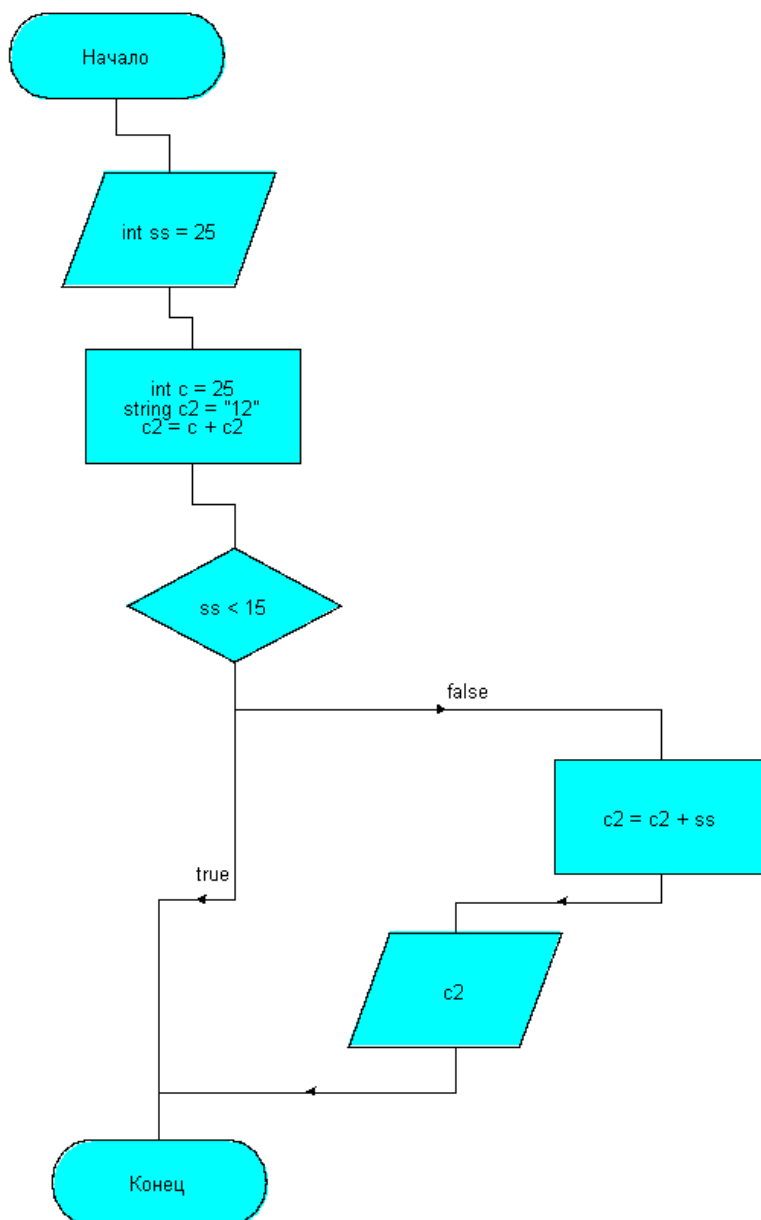 Начало
int ss = 25
int c = 25
string c2 = "12"
c2 = c + c2
ss < 15
false
c2 = c2 + ss
true
c2
Конец